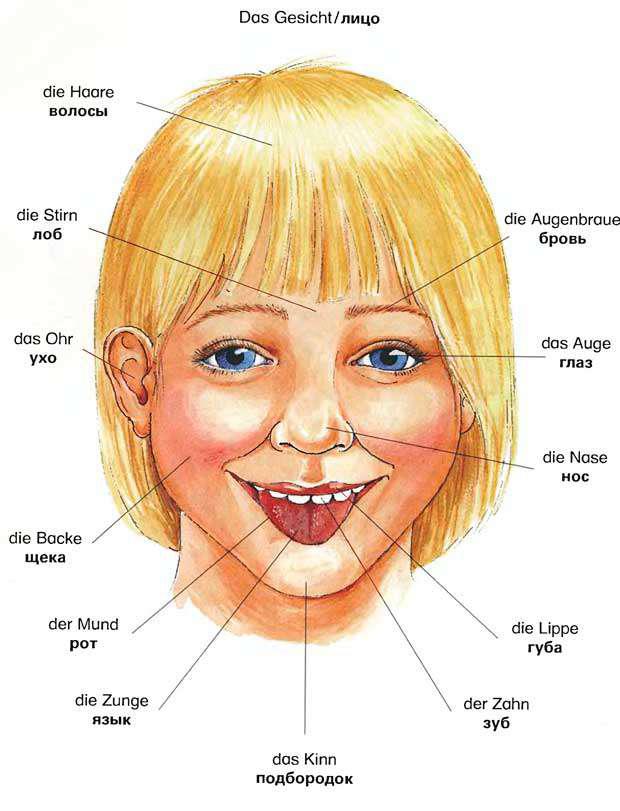 Das Gesicht/лицо
die Haare
волосы
die Stirn
лоб
die Augenbraue
бровь
das Ohr
ухо
das Auge
глаз
die Nase
нос
die Backe
щека
der Mund
рот
die Lippe
губа
die Zunge
язык
der Zahn
зуб
das Kinn
подбородок